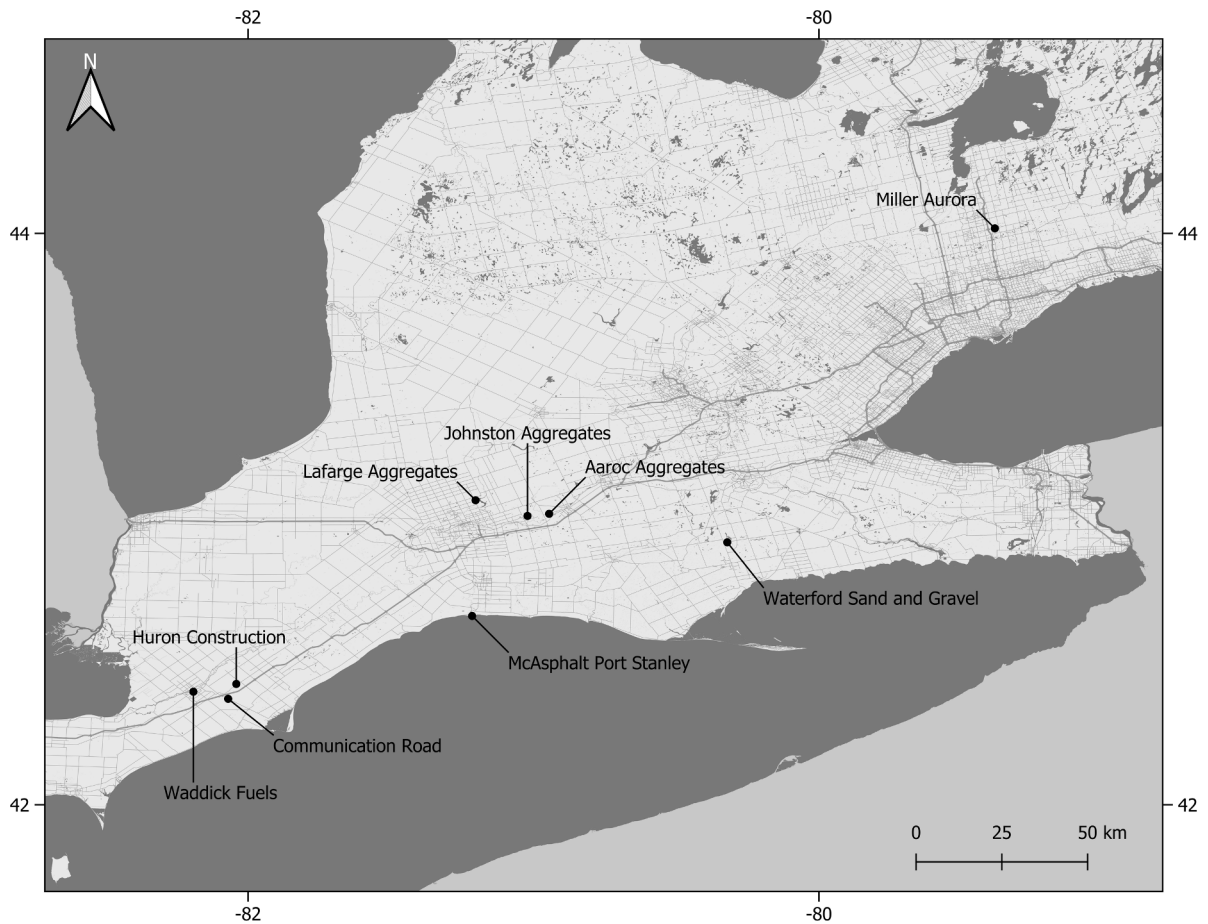 -82
-80
N
Miller Aurora
44
44
Johnston Aggregates
Lafarge Aggregates
Aaroc Aggregates
Waterford Sand and Gravel
Huron Construction
McAsphalt Port Stanley
Communication Road
Waddick Fuels
42
42
0 25 50 km
-82
-80